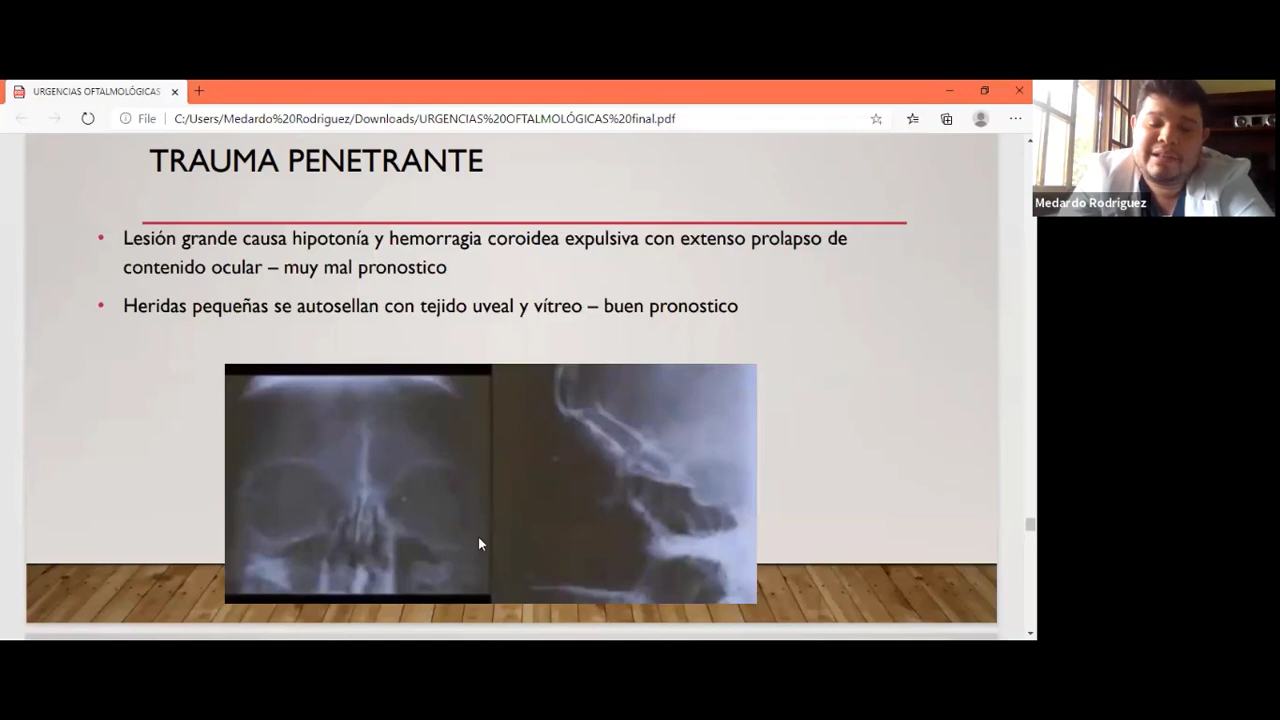 URGENCIAS OFTALMOLÓGICAS
File
C:/Users/Medardo%20Rodriguez/Downloads/URGENCIAS%20OFTALMOLÓGICAS%20final.pdf
Medardo Rodriguez
TRAUMA PENETRANTE
• Lesión grande causa hipotonía y hemorragia coroidea expulsiva con extenso prolapso de
contenido ocular – muy mal pronostico
• Heridas pequeñas se autosellan con tejido uveal y vítreo – buen pronostico